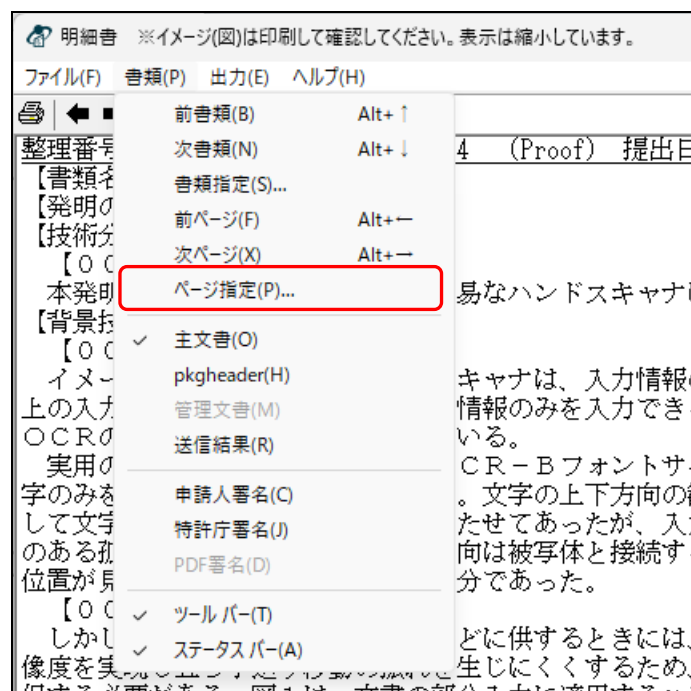 明細書 ※イメージ(図)は印刷して確認してください。表示は縮小しています。
ファイル(F) 書類(P) 出力(E) ヘルプ(H)
前書類(B) Alt+↑
次書類(N) Alt+↓
書類指定(S)...
前ページ(F) Alt+←
次ページ(X) Alt+→
ページ指定(P)...
主文書(O)
pkgheader(H)
管理文書(M)
送信結果(R)
申請人署名(C)
特許庁署名(J)
PDF署名(D)
ツール バー(T)
ステータス バー(A)
整理番号 4 (Proof) 提出日
【書類名
【発明の
【技術分
【００
本発明 易なハンドスキャナ
【背景技
【００
イメー キャナは、入力情報
上の入力 情報のみを入力でき
ＯＣＲの いる。
実用の ＣＲ－Ｂフォントサ
字のみを 。文字の上下方向の
して文字 たせてあったが、入
のある孤 向は被写体と接続す
位置が見 分であった。
【００
しかし どに供するときには、
像度を実 生じにくくするため